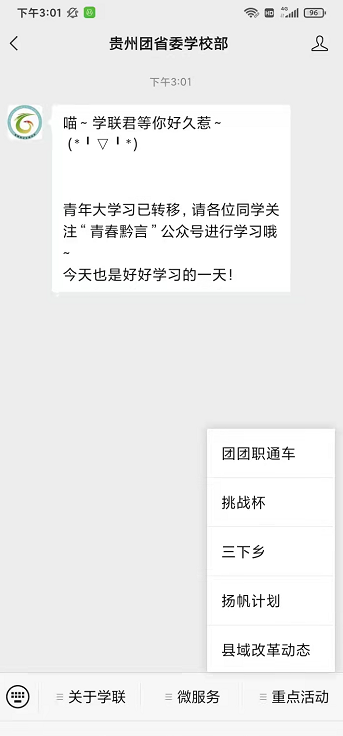 下午3:01
HD
4G
96
贵州团省委学校部
下午3:01
喵~学联君等你好久惹~
(*╹▽╹*)
青年大学习已转移，请各位同学关
注“青春黔言”公众号进行学习哦
~
今天也是好好学习的一天！
团团职通车
挑战杯
三下乡
扬帆计划
县域改革动态
关于学联
微服务
重点活动